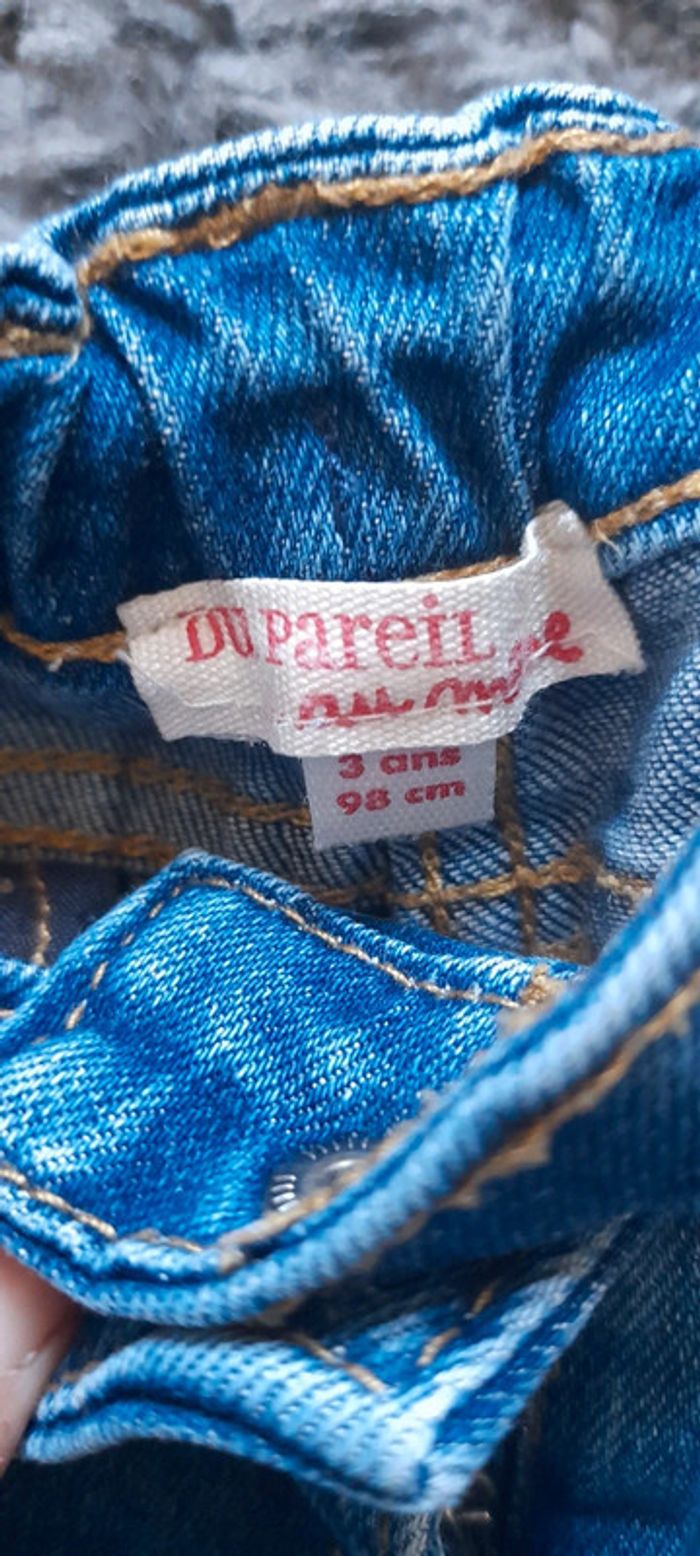 DU PareiL
au même
3 ans
98 cm